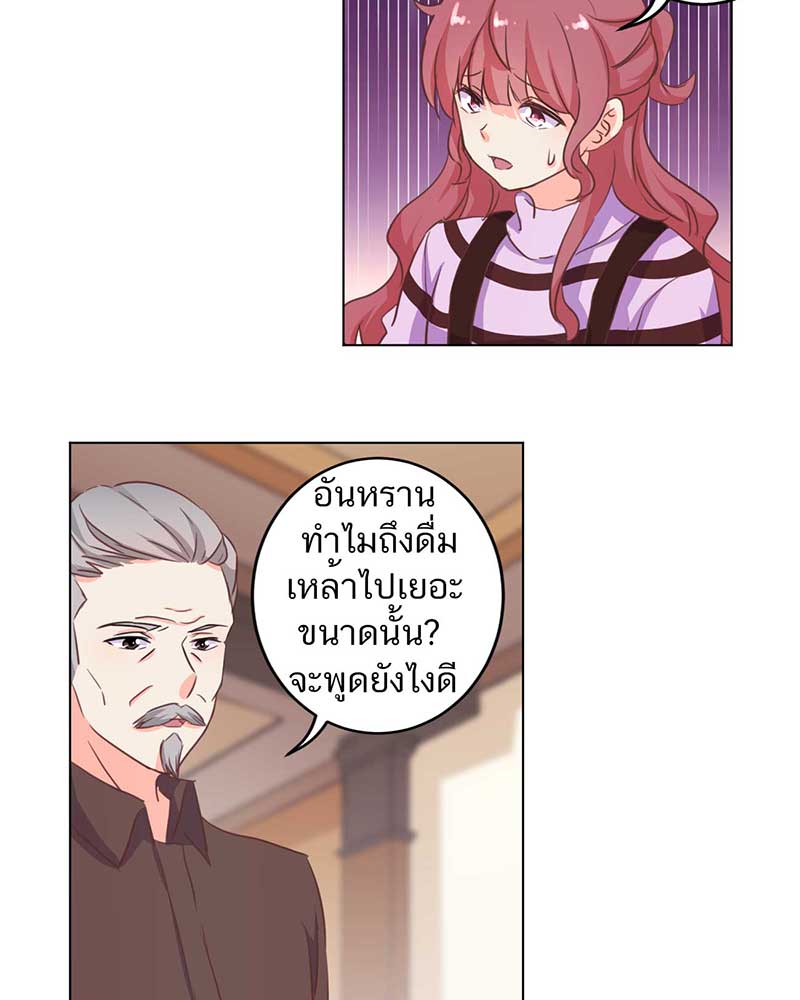 อันหราน
ทำไมถึงดื่ม
เหล้าไปเยอะ
ขนาดนั้น?
จะพูดยังไงดี